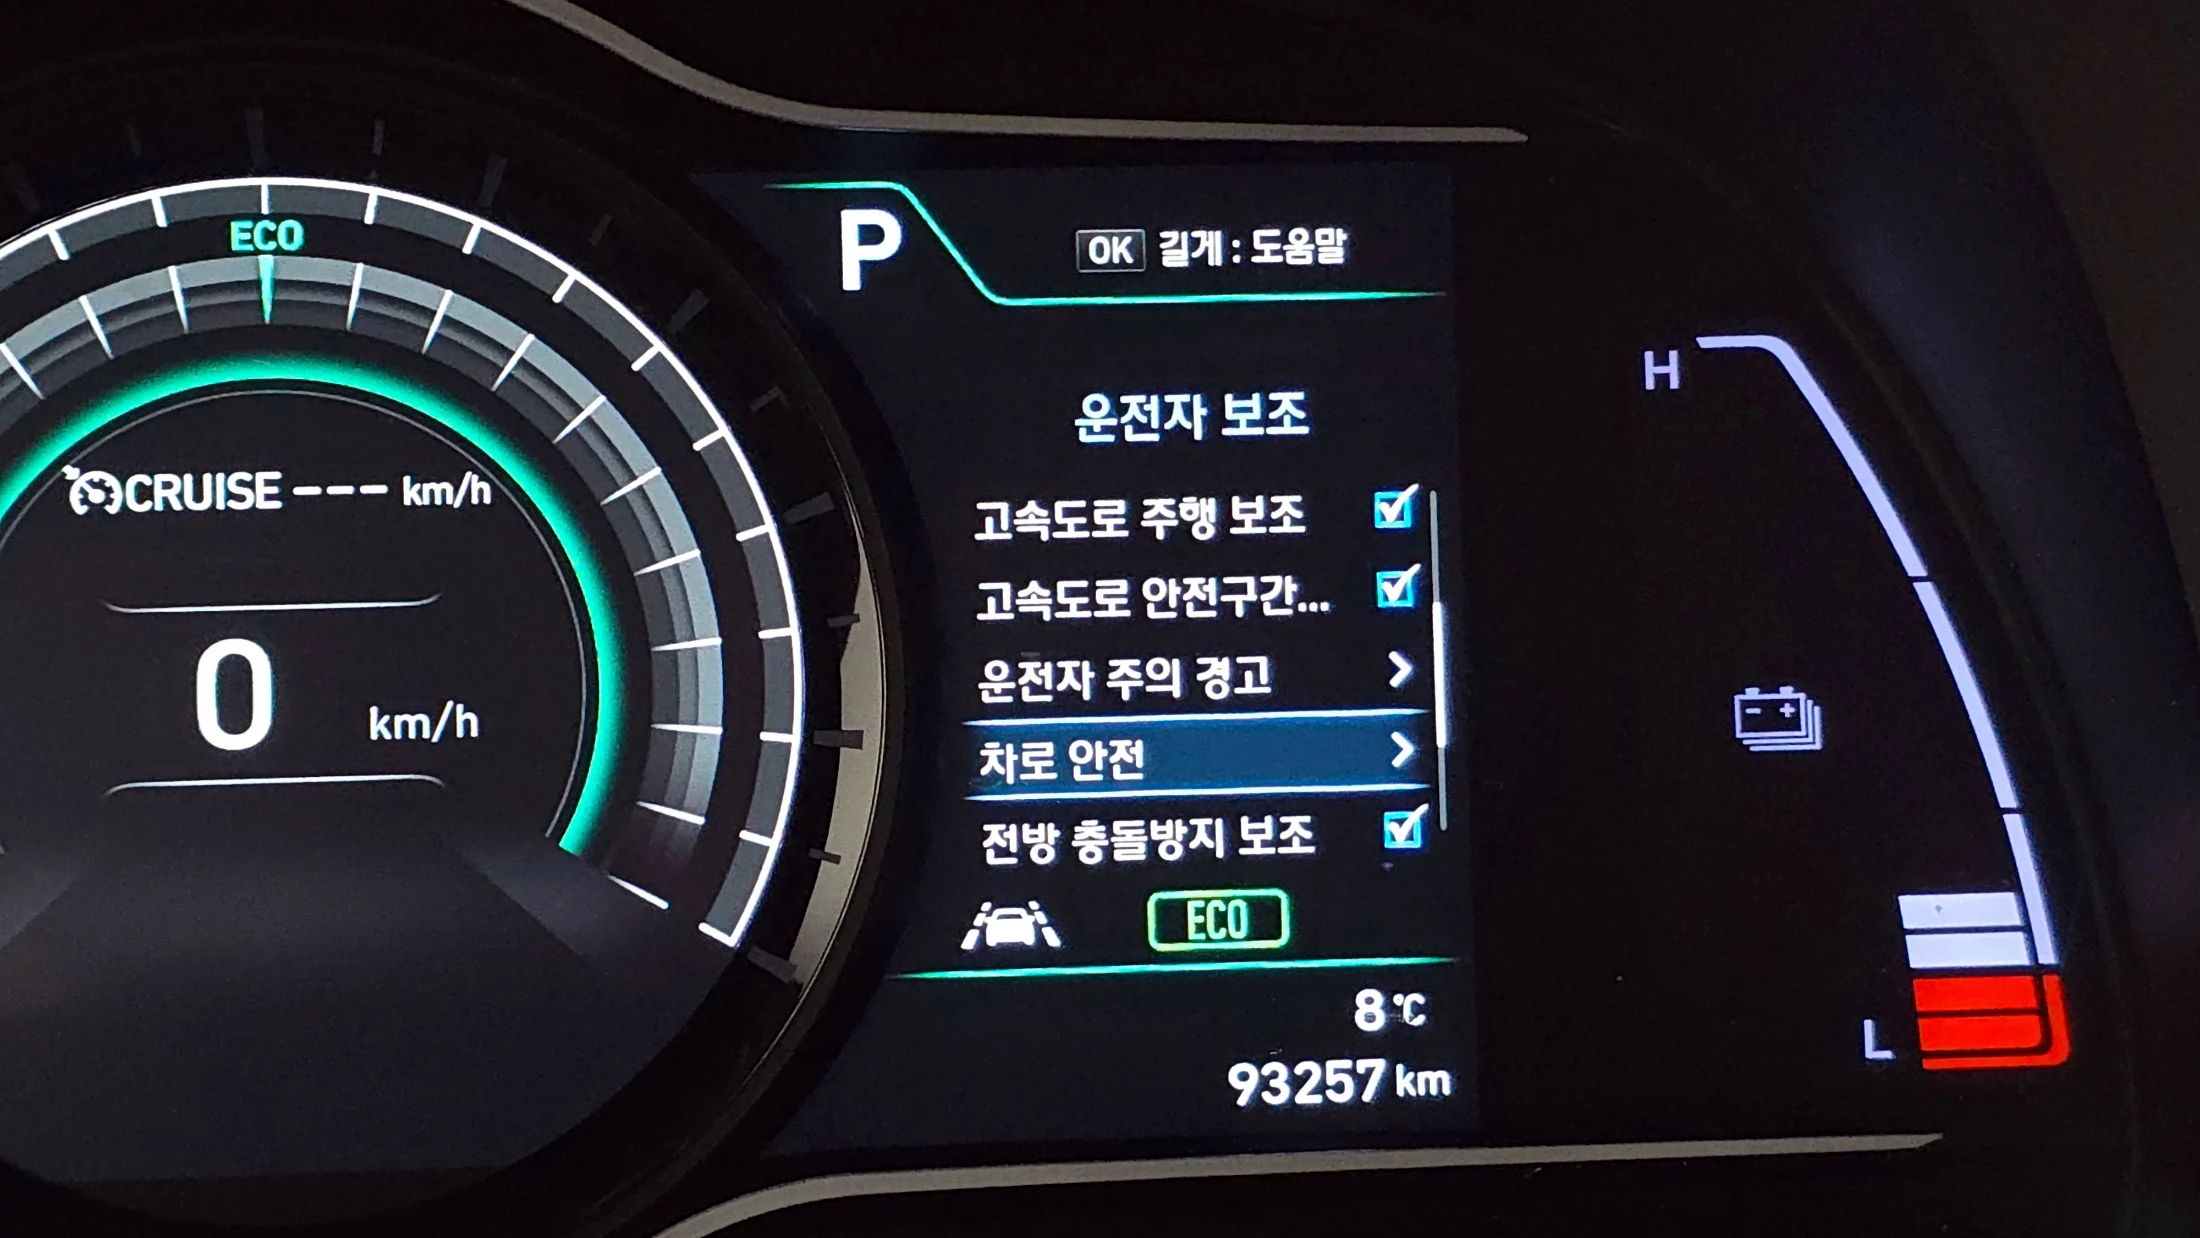 ECO
CRUISE --- km/h
0 km/h
P
OK 길게 : 도움말
운전자 보조
고속도로 주행 보조
고속도로 안전구간...
운전자 주의 경고
차로 안전
전방 충돌방지 보조
ECO
8°C
93257 km
H
- +
L